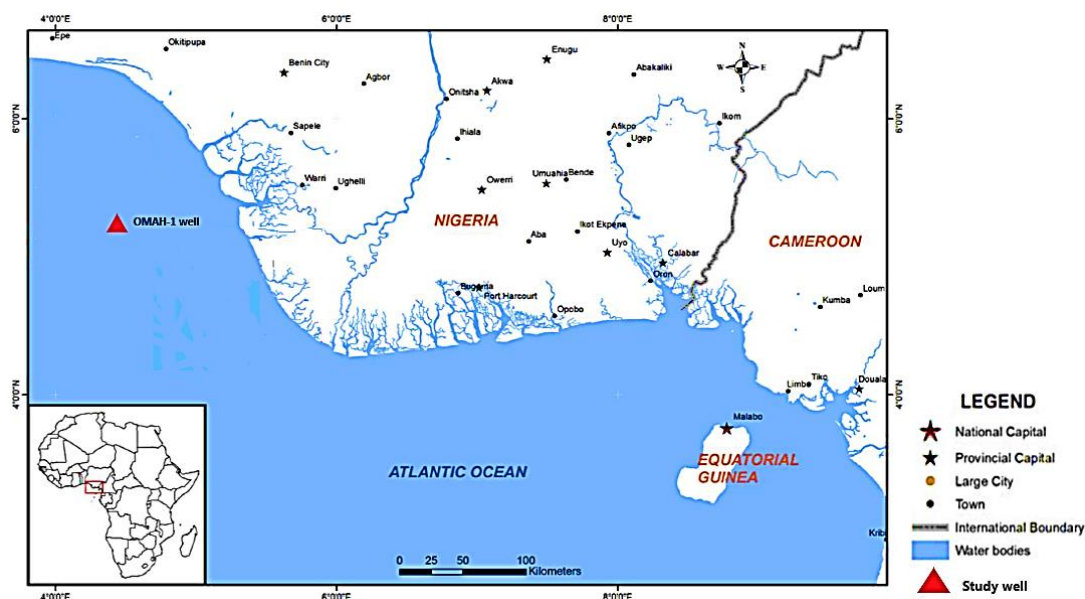 4°0'0"E
6°0'0"E
8°0'0"E
Epe
Okitipupa
Benin City
Agbor
Enugu
Akwa
Onitsha
Abakaliki
N
W
E
S
6°0'0"N
6°0'0"N
Sapele
Ihiala
Afikpo
Ikom
Ugep
Warri
Ughelli
Owerri
Umuahia
Bende
OMAH-1 well
NIGERIA
Aba
Ikot Ekpene
Uyo
Calabar
CAMEROON
Oron
Buguma
Port Harcourt
Opobo
Kumba
Loum
4°0'0"N
4°0'0"N
Limbe
Tiko
Douala
Malabo
ATLANTIC OCEAN
EQUATORIAL
GUINEA
Kribi
0
25
50
100
Kilometers
4°0'0"E
6°0'0"E
8°0'0"E
LEGEND
National Capital
Provincial Capital
Large City
Town
International Boundary
Water bodies
Study well